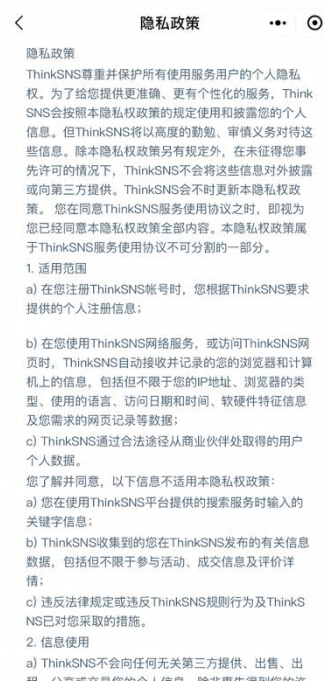 隐私政策
隐私政策
ThinkSNS尊重并保护所有使用服务用户的个人隐私
权。为了给您提供更准确、更有个性化的服务，Think
SNS会按照本隐私权政策的规定使用和披露您的个人
信息。但ThinkSNS将以高度的勤勉、审慎义务对待这
些信息。除本隐私权政策另有规定外，在未征得您事
先许可的情况下，ThinkSNS不会将这些信息对外披露
或向第三方提供。ThinkSNS会不时更新本隐私权政
策。 您在同意ThinkSNS服务使用协议之时，即视为
您已经同意本隐私权政策全部内容。本隐私权政策属
于ThinkSNS服务使用协议不可分割的一部分。
1. 适用范围
a) 在您注册ThinkSNS帐号时，您根据ThinkSNS要求
提供的个人注册信息；
b) 在您使用ThinkSNS网络服务，或访问ThinkSNS网
页时，ThinkSNS自动接收并记录的您的浏览器和计算
机上的信息，包括但不限于您的IP地址、浏览器的类
型、使用的语言、访问日期和时间、软硬件特征信息
及您需求的网页记录等数据；
c) ThinkSNS通过合法途径从商业伙伴处取得的用户
个人数据。
您了解并同意，以下信息不适用本隐私权政策：
a) 您在使用ThinkSNS平台提供的搜索服务时输入的
关键字信息；
b) ThinkSNS收集到的您在ThinkSNS发布的有关信息
数据，包括但不限于参与活动、成交信息及评价详
情；
c) 违反法律规定或违反ThinkSNS规则行为及ThinkS
NS已对您采取的措施。
2. 信息使用
a) ThinkSNS不会向任何无关第三方提供、出售、出